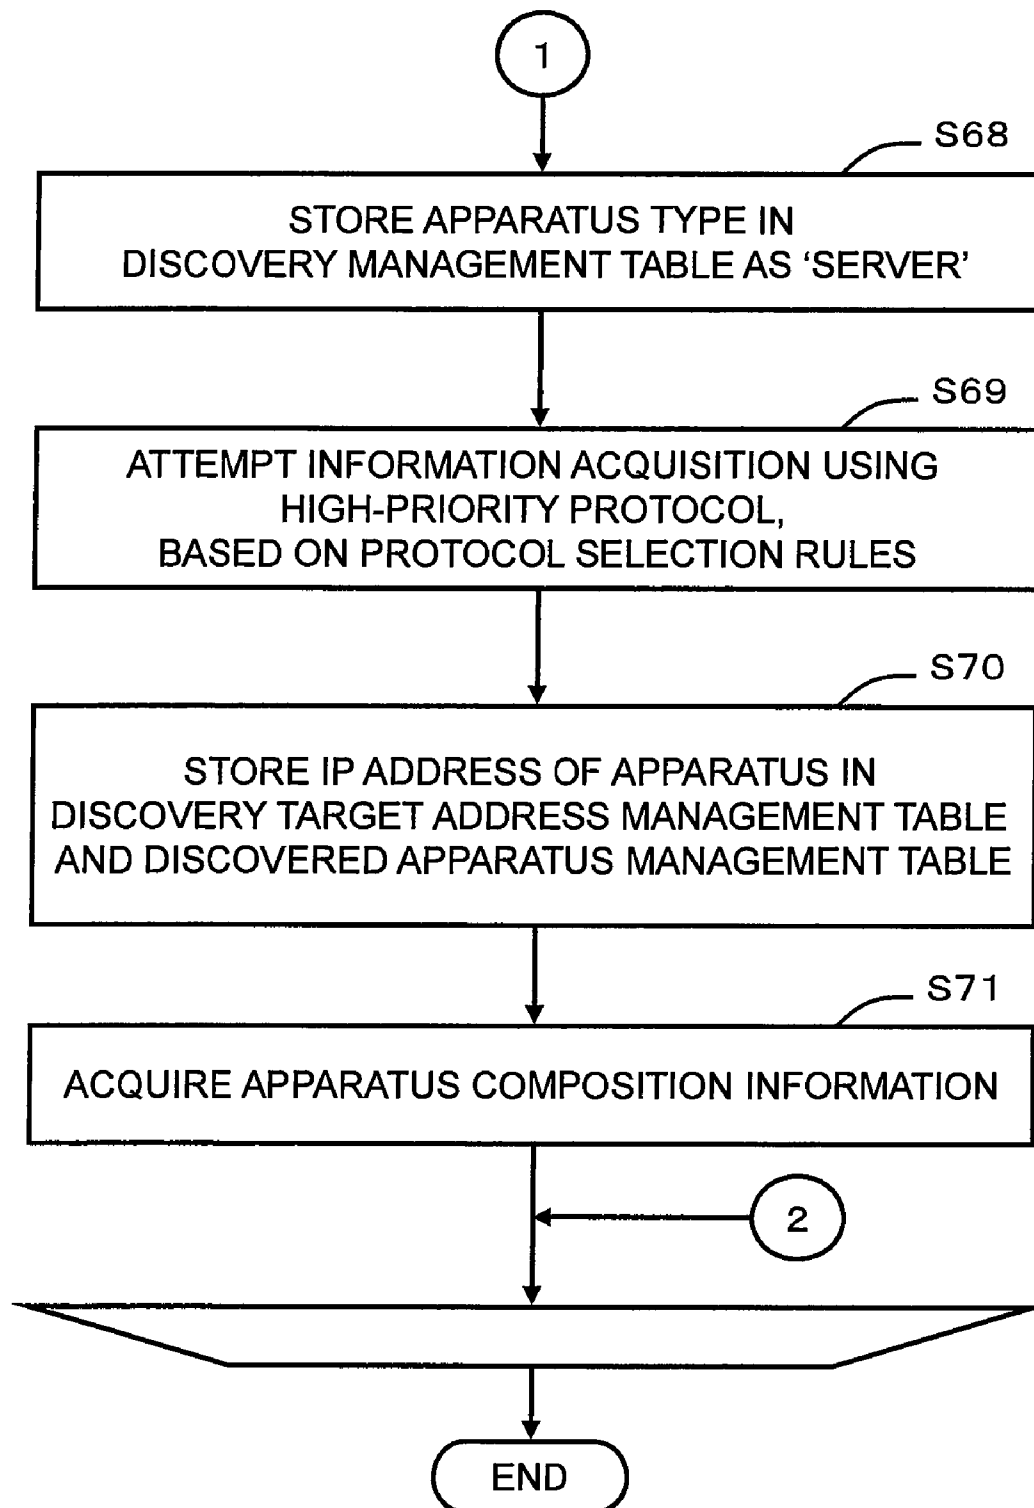 1
S68
STORE APPARATUS TYPE IN
DISCOVERY MANAGEMENT TABLE AS ‘SERVER’
S69
ATTEMPT INFORMATION ACQUISITION USING
HIGH-PRIORITY PROTOCOL,
BASED ON PROTOCOL SELECTION RULES
S70
STORE IP ADDRESS OF APPARATUS IN
DISCOVERY TARGET ADDRESS MANAGEMENT TABLE
AND DISCOVERED APPARATUS MANAGEMENT TABLE
S71
ACQUIRE APPARATUS COMPOSITION INFORMATION
2
END